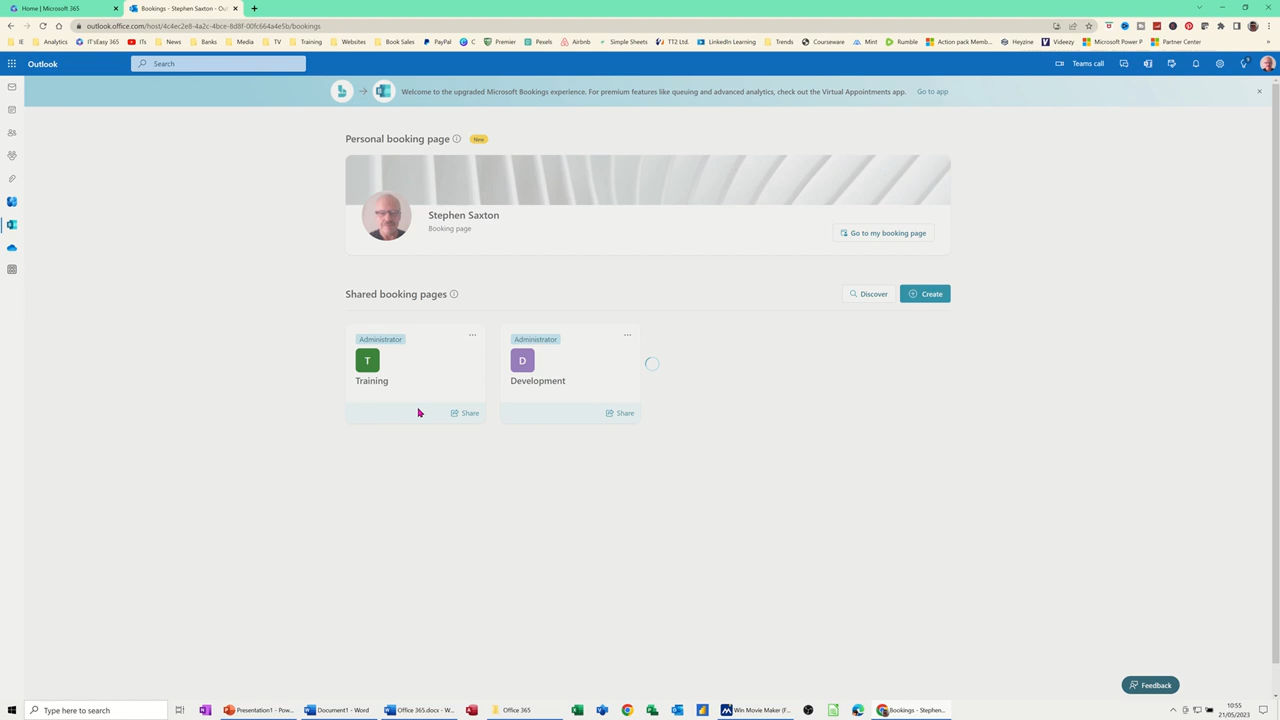 Home | Microsoft 365
Bookings - Stephen Saxton - Ou
outlook.office.com/host/4c4ec2e8-4a2c-4bce-8d8f-00fc664a4e5b/bookings
IE
Analytics
IT'sEasy 365
ITs
News
Banks
Media
TV
Training
Websites
Book Sales
PayPal
C
Premier
Pexels
Airbnb
Simple Sheets
TT2 Ltd.
LinkedIn Learning
Trends
Courseware
Mint
Rumble
Action pack Memb...
Heyzine
Videezy
Microsoft Power P
Partner Center
Outlook
Search
Teams call
Welcome to the upgraded Microsoft Bookings experience. For premium features like queuing and advanced analytics, check out the Virtual Appointments app.
Go to app
Personal booking page
New
Stephen Saxton
Booking page
Go to my booking page
Shared booking pages
Discover
Create
Administrator
T
Training
Share
Administrator
D
Development
Share
Feedback
Type here to search
Presentation1 - Pow...
Document1 - Word
Office 365.docx - W...
Office 365
Win Movie Maker (F...
Bookings - Stephen...
10:55
21/05/2023